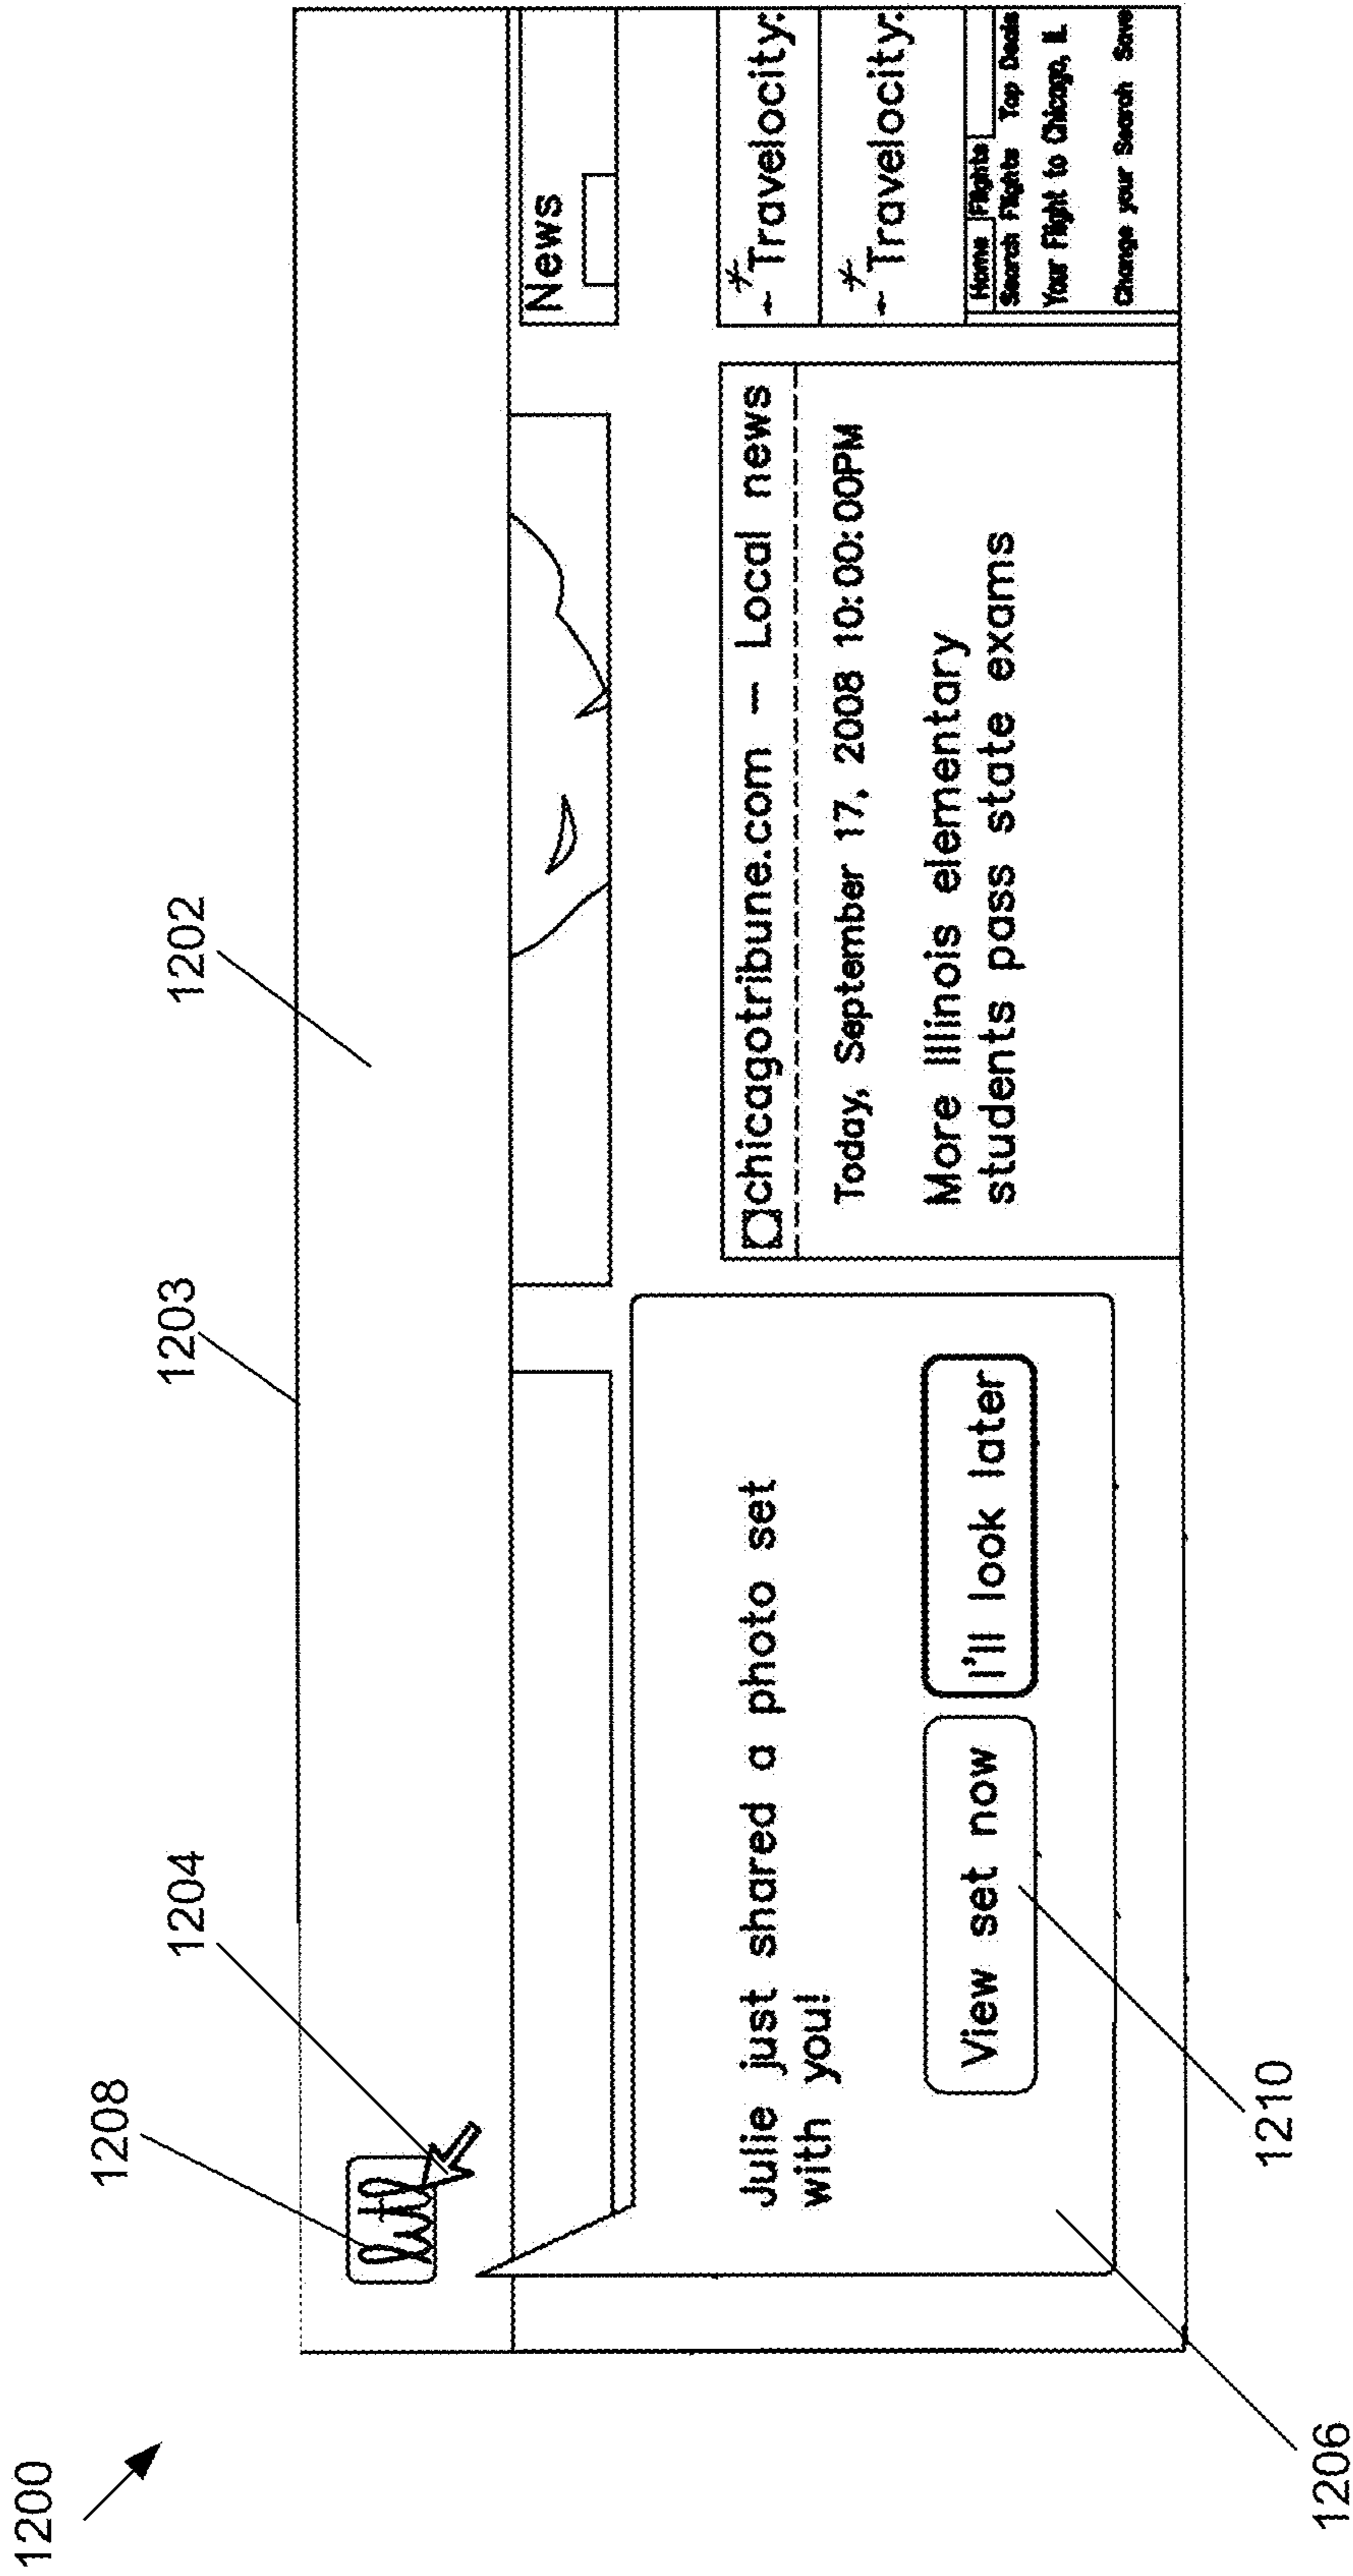 1200
1208
1204
1203
1202
News
Julie just shared a photo set
with you!
View set now
I'll look later
chicagotribune.com – Local news
Today, September 17, 2008 10:00:00PM
More Illinois elementary
students pass state exams
Travelocity:
Travelocity:
Home Flights
Search Flights Top Deals
Your Flight to Chicago, IL
Change your Search Save
1206
1210